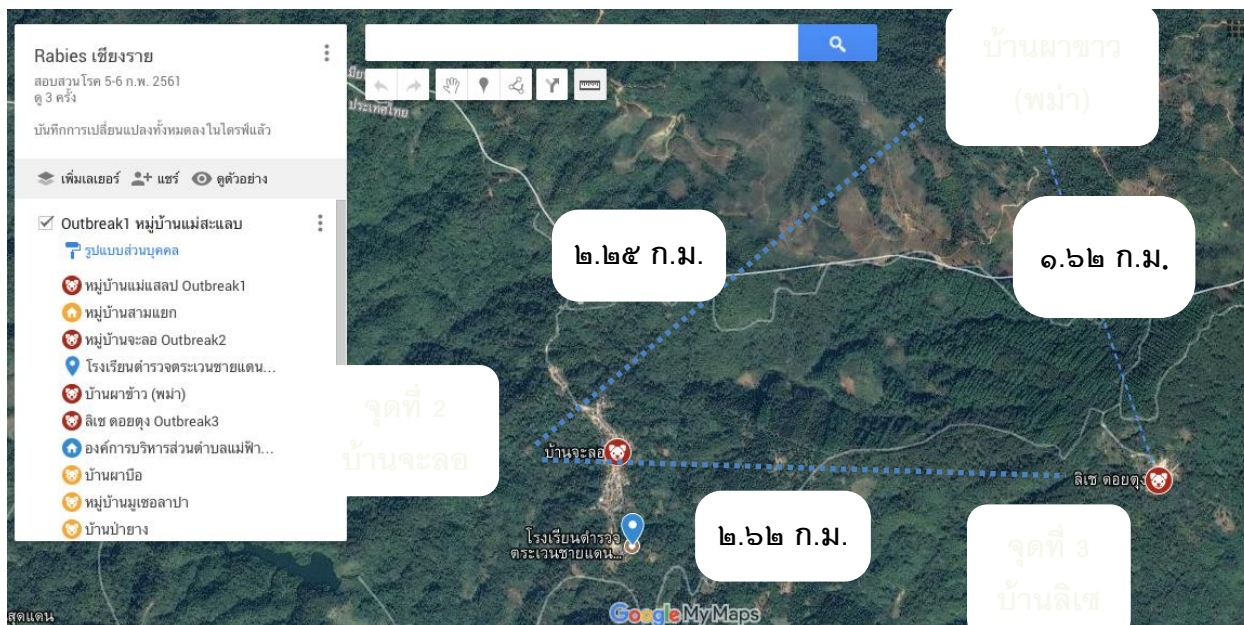 Rabies เชียงราย
สอบสวนโรค 5-6 ก.พ. 2561
ดู 3 ครั้ง
บันทึกการเปลี่ยนแปลงทั้งหมดลงในไดรฟ์แล้ว
เพิ่มเลเยอร์ แชร์ ดูตัวอย่าง
Outbreak1 หมู่บ้านแม่สะแลบ
รูปแบบส่วนบุคคล
หมู่บ้านแม่แสลป Outbreak1
หมู่บ้านสามแยก
หมู่บ้านจะลอ Outbreak2
โรงเรียนตำรวจตระเวนชายแดน...
บ้านผาข้าว (พม่า)
ลิเช ดอยตุง Outbreak3
องค์การบริหารส่วนตำบลแม่ฟ้า...
บ้านผาบือ
หมู่บ้านมูเซอลาปา
บ้านป่ายาง
ประเทศไทย
บ้านผาขาว
(พม่า)
๒.๒๕ ก.ม.
๑.๖๒ ก.ม.
จุดที่ 2
บ้านจะลอ
บ้านจะลอ
ลิเช ดอยตุง
โรงเรียนตำรวจ
ตระเวนชายแดน...
๒.๖๒ ก.ม.
จุดที่ 3
บ้านลิเช
สุดแดน
Google My Maps